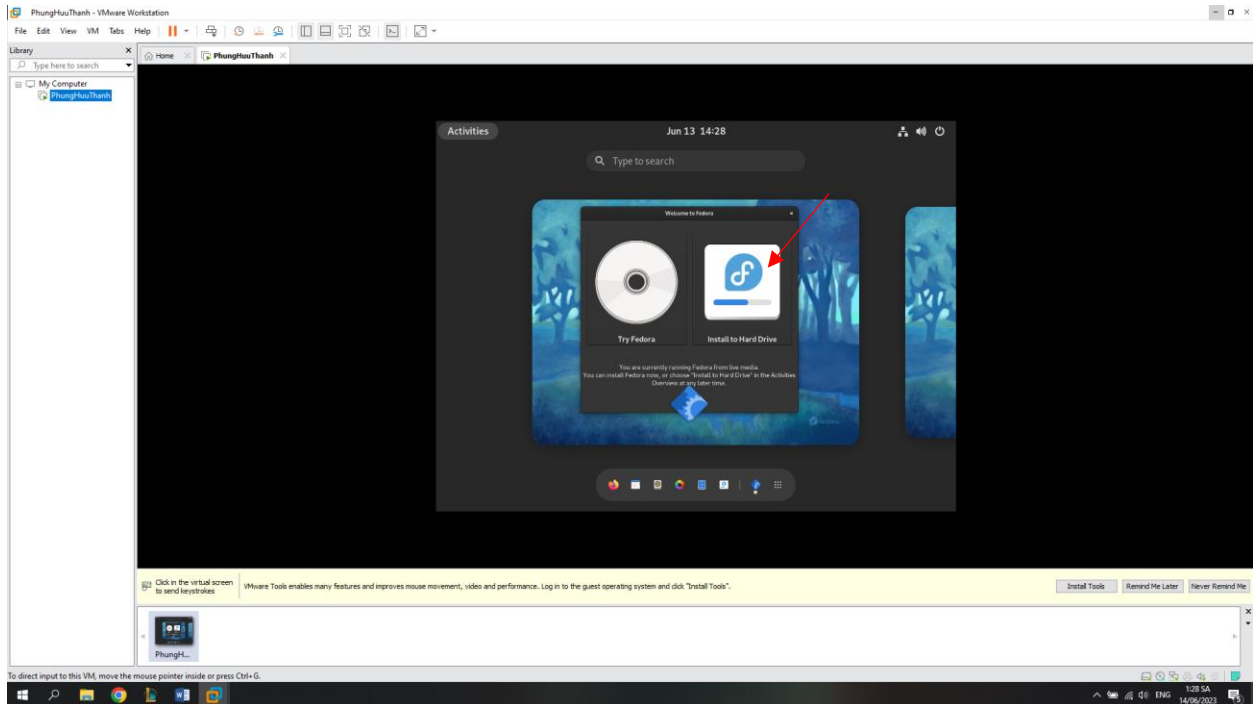 PhungHuuThanh - VMware Workstation
File Edit View VM Tabs Help
Library
Type here to search
My Computer
PhungHuuThanh
Home
PhungHuuThanh
Activities
Jun 13 14:28
Type to search
Welcome to Fedora
Try Fedora
Install to Hard Drive
You are currently running Fedora from live media.
You can install Fedora now, or choose "Install to Hard Drive" in the Activities
Overview at any later time.
fedora
Click in the virtual screen
to send keystrokes
VMware Tools enables many features and improves mouse movement, video and performance. Log in to the guest operating system and click "Install Tools".
Install Tools
Remind Me Later
Never Remind Me
PhungH...
To direct input to this VM, move the mouse pointer inside or press Ctrl+G.
ENG
1:28 SA
14/06/2023